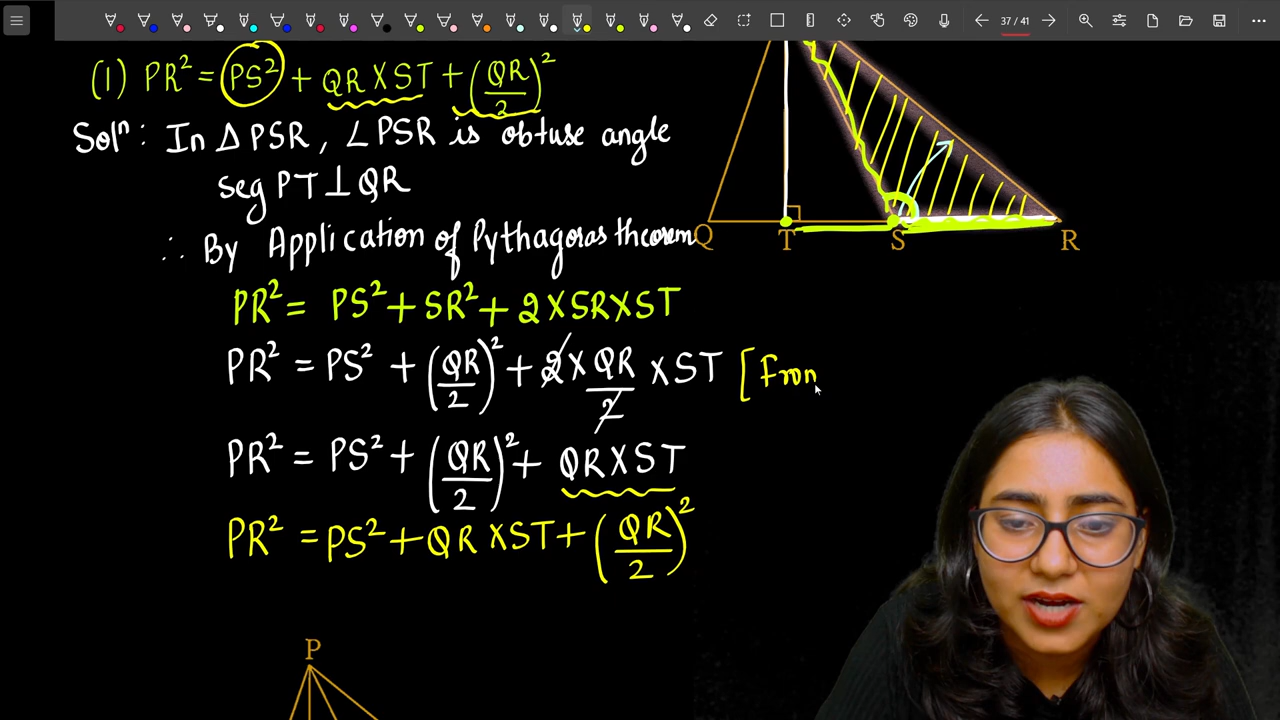 37 / 41
(1) PR² = PS² + QR X ST + (QR/2)²
Solⁿ : In Δ PSR, ∠PSR is obtuse angle
seg PT ⊥ QR
∴ By Application of Pythagoras theorem
PR² = PS² + SR² + 2 X SR X ST
PR² = PS² + (QR/2)² + 2 X QR/2 X ST [From
PR² = PS² + (QR/2)² + QR X ST
PR² = PS² + QR X ST + (QR/2)²
Q T S R
P